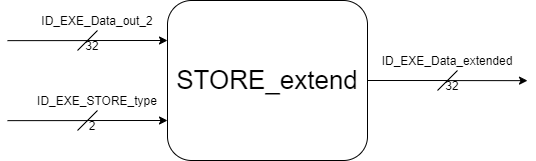 ID_EXE_Data_out_2
32
STORE_extend
ID_EXE_Data_extended
32
ID_EXE_STORE_type
2